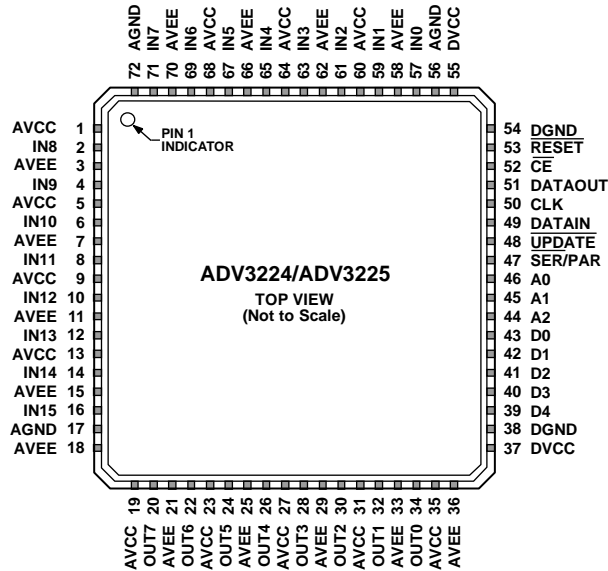 72 AGND
71 IN7
70 AVEE
69 IN6
68 AVCC
67 IN5
66 AVEE
65 IN4
64 AVCC
63 IN3
62 AVEE
61 IN2
60 AVCC
59 IN1
58 AVEE
57 IN0
56 AGND
55 DVCC
AVCC 1
IN8 2
AVEE 3
IN9 4
AVCC 5
IN10 6
AVEE 7
IN11 8
AVCC 9
IN12 10
AVEE 11
IN13 12
AVCC 13
IN14 14
AVEE 15
IN15 16
AGND 17
AVEE 18
PIN 1
INDICATOR
ADV3224/ADV3225
TOP VIEW
(Not to Scale)
54 DGND
53 RESET
52 CE
51 DATAOUT
50 CLK
49 DATAIN
48 UPDATE
47 SER/PAR
46 A0
45 A1
44 A2
43 D0
42 D1
41 D2
40 D3
39 D4
38 DGND
37 DVCC
AVCC 19
OUT7 20
AVEE 21
OUT6 22
AVCC 23
OUT5 24
AVEE 25
OUT4 26
AVCC 27
OUT3 28
AVEE 29
OUT2 30
AVCC 31
OUT1 32
AVEE 33
OUT0 34
AVCC 35
AVEE 36